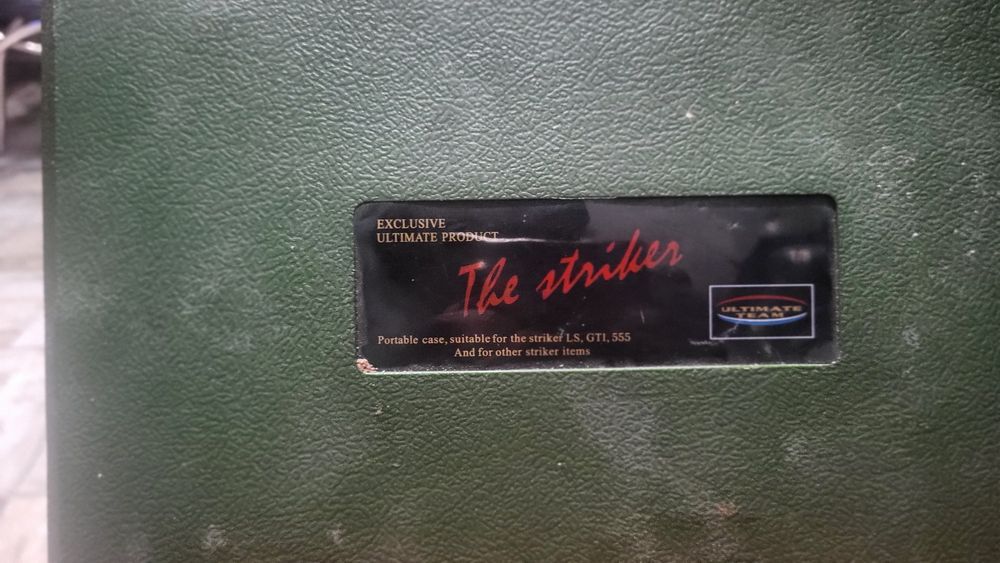 EXCLUSIVE
ULTIMATE PRODUCT
The striker
ULTIMATE
TEAM
Portable case, suitable for the striker LS, GTI, 555
And for other striker items